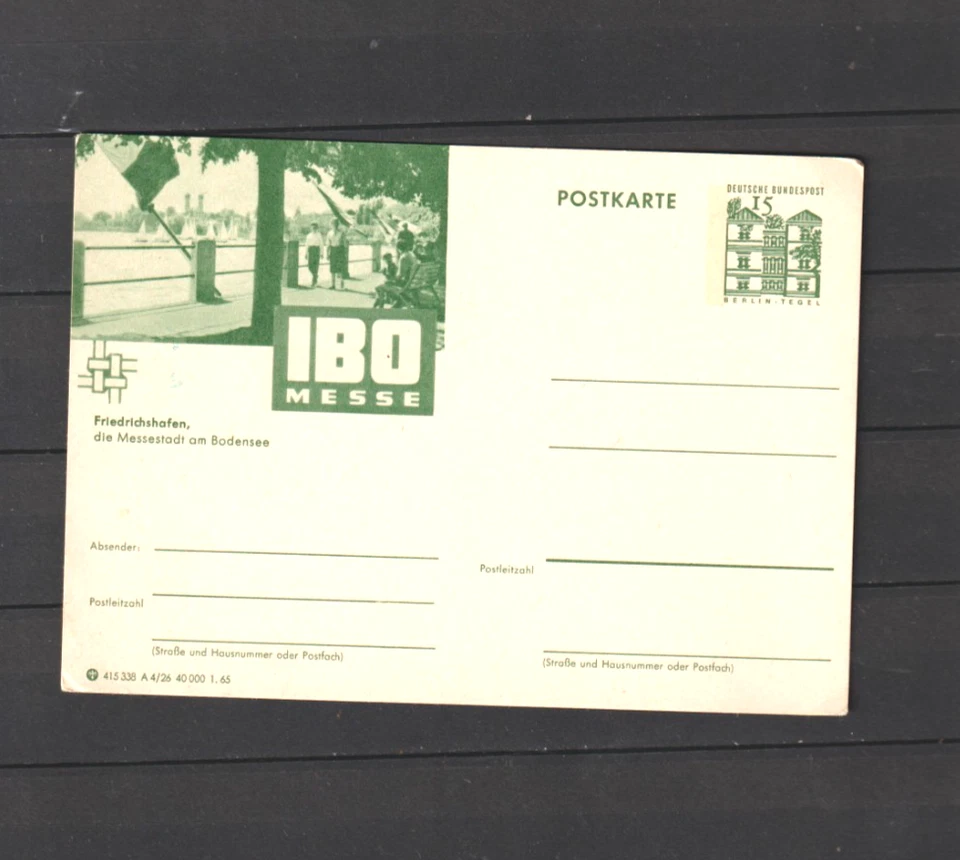 POSTKARTE
DEUTSCHE BUNDESPOST
15
BERLIN-TEGEL
IBO
MESSE
Friedrichshafen,
die Messestadt am Bodensee
Absender:
Postleitzahl
(Straße und Hausnummer oder Postfach)
Postleitzahl
(Straße und Hausnummer oder Postfach)
415 338 A 4/26 40 000 1. 65